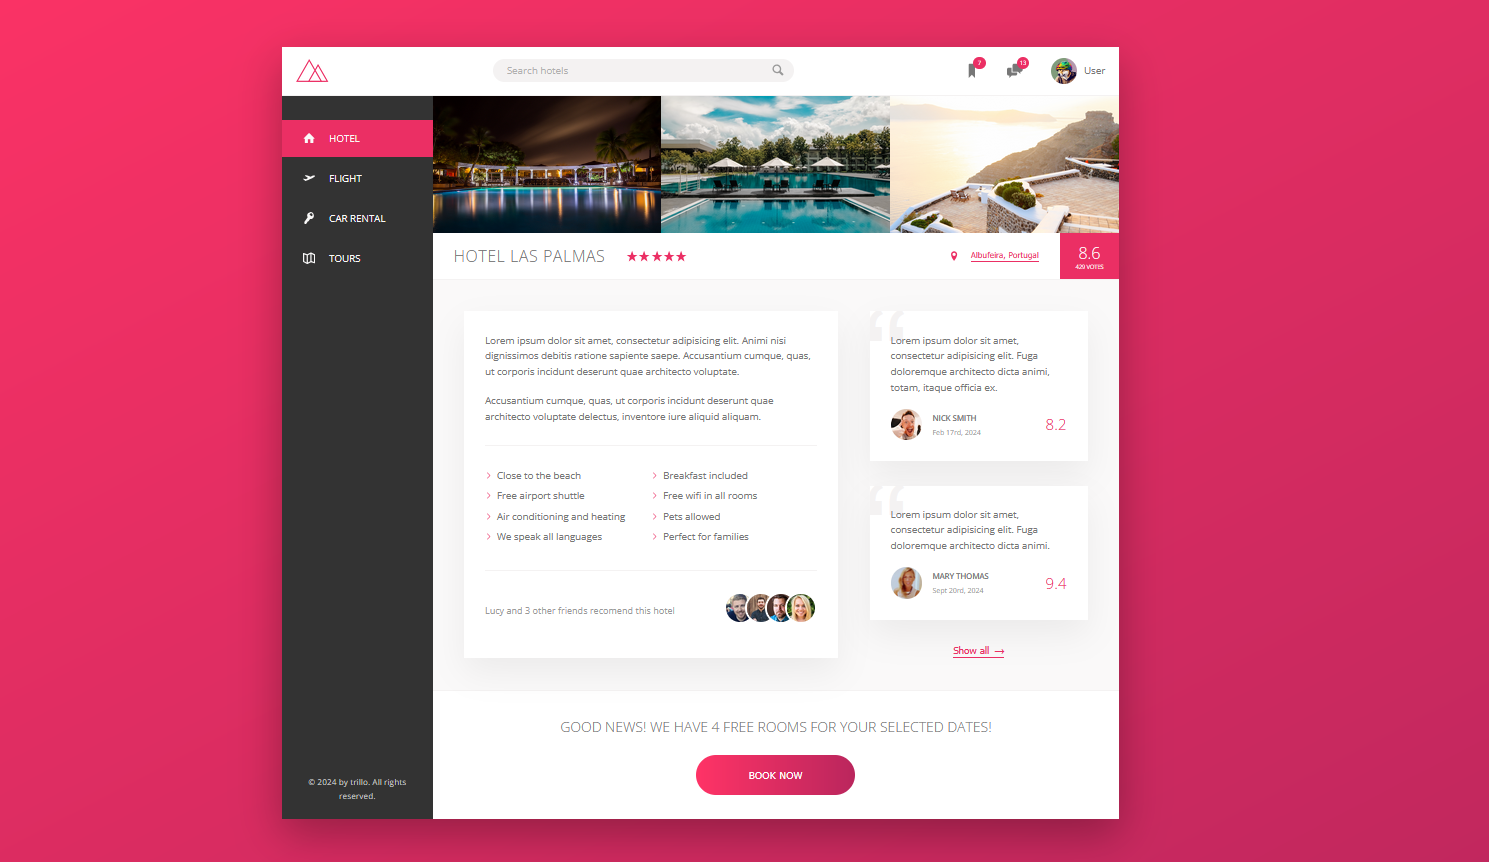 Search hotels
7
13
User
HOTEL
FLIGHT
CAR RENTAL
TOURS
© 2024 by trillo. All rights
reserved.
HOTEL LAS PALMAS
Albufeira, Portugal
8.6
429 VOTES
Lorem ipsum dolor sit amet, consectetur adipisicing elit. Animi nisi
dignissimos debitis ratione sapiente saepe. Accusantium cumque, quas,
ut corporis incidunt deserunt quae architecto voluptate.
Accusantium cumque, quas, ut corporis incidunt deserunt quae
architecto voluptate delectus, inventore iure aliquid aliquam.
Close to the beach
Free airport shuttle
Air conditioning and heating
We speak all languages
Breakfast included
Free wifi in all rooms
Pets allowed
Perfect for families
Lucy and 3 other friends recomend this hotel
“
Lorem ipsum dolor sit amet,
consectetur adipisicing elit. Fuga
doloremque architecto dicta animi,
totam, itaque officia ex.
NICK SMITH
Feb 17rd, 2024
8.2
“
Lorem ipsum dolor sit amet,
consectetur adipisicing elit. Fuga
doloremque architecto dicta animi.
MARY THOMAS
Sept 20rd, 2024
9.4
Show all →
GOOD NEWS! WE HAVE 4 FREE ROOMS FOR YOUR SELECTED DATES!
BOOK NOW